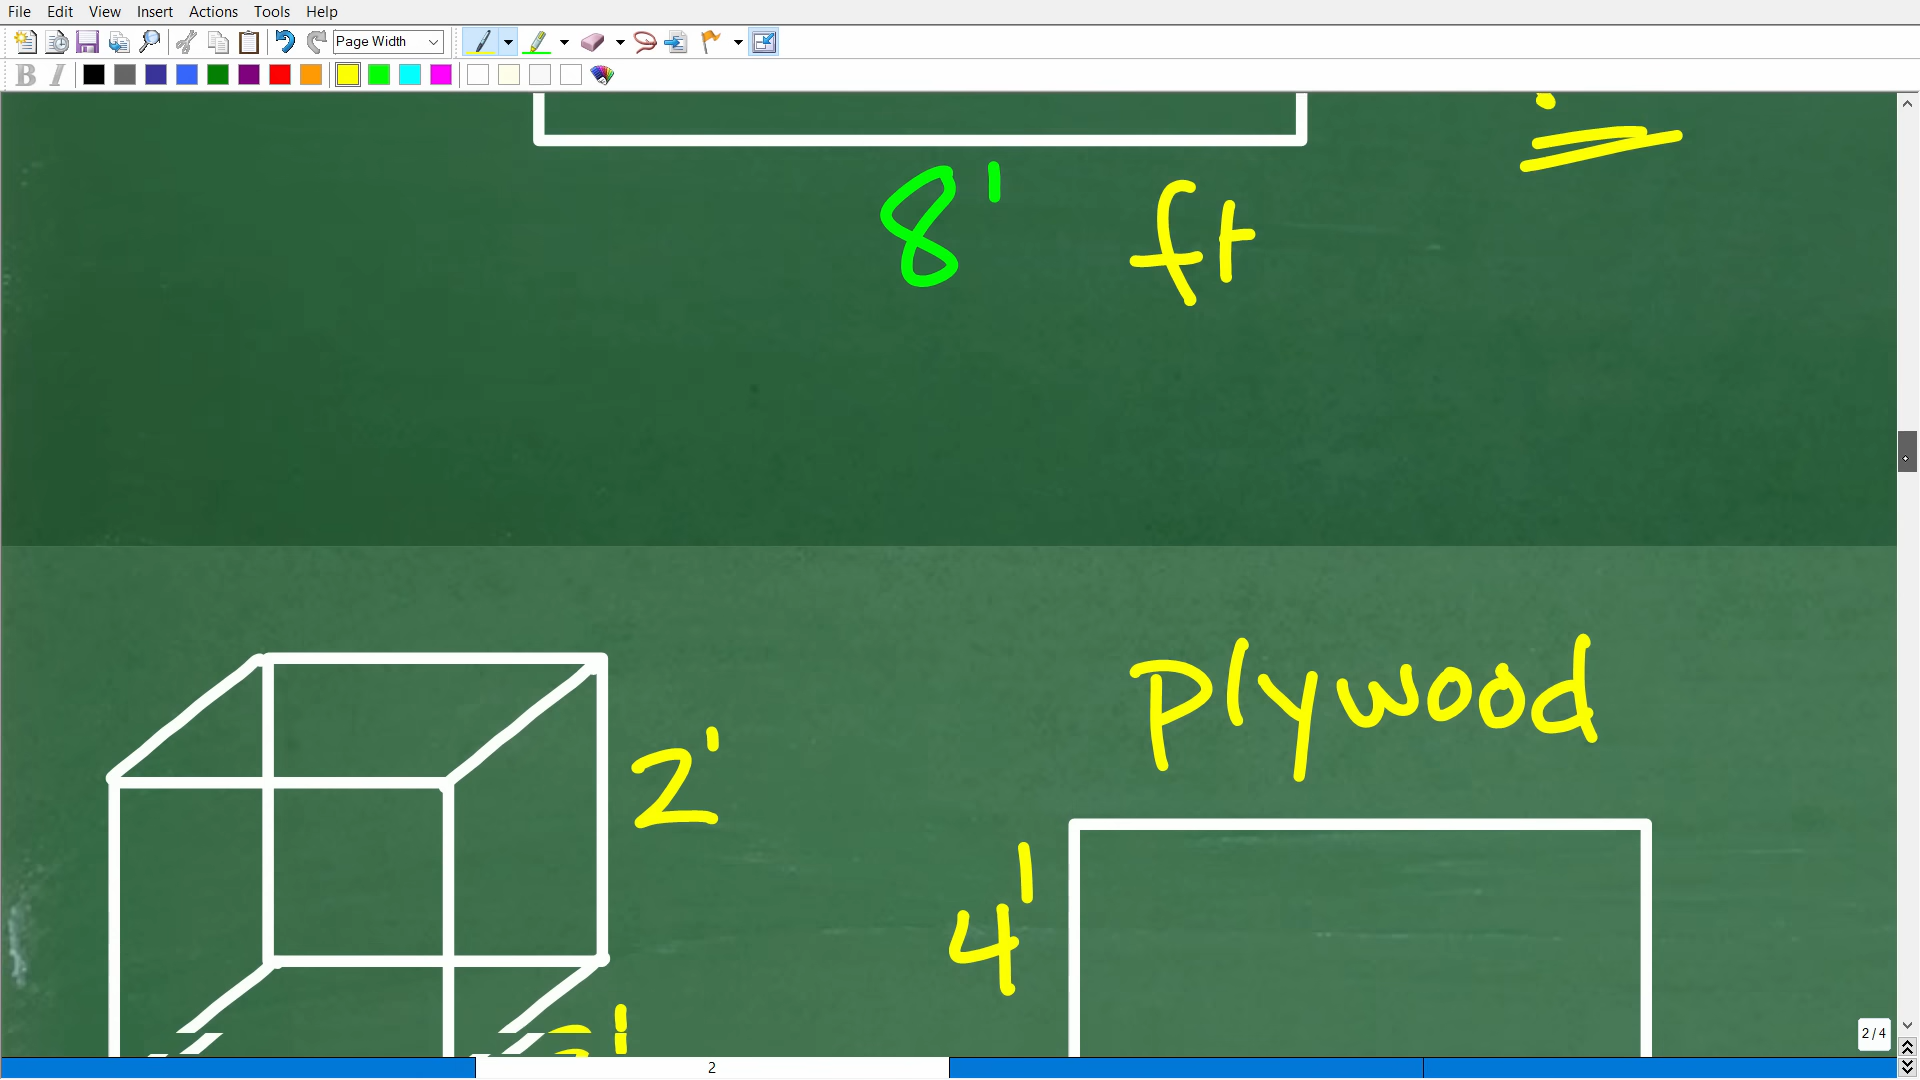 File Edit View Insert Actions Tools Help
Page Width
B I
8' ft
plywood
2'
4'
2/4
2